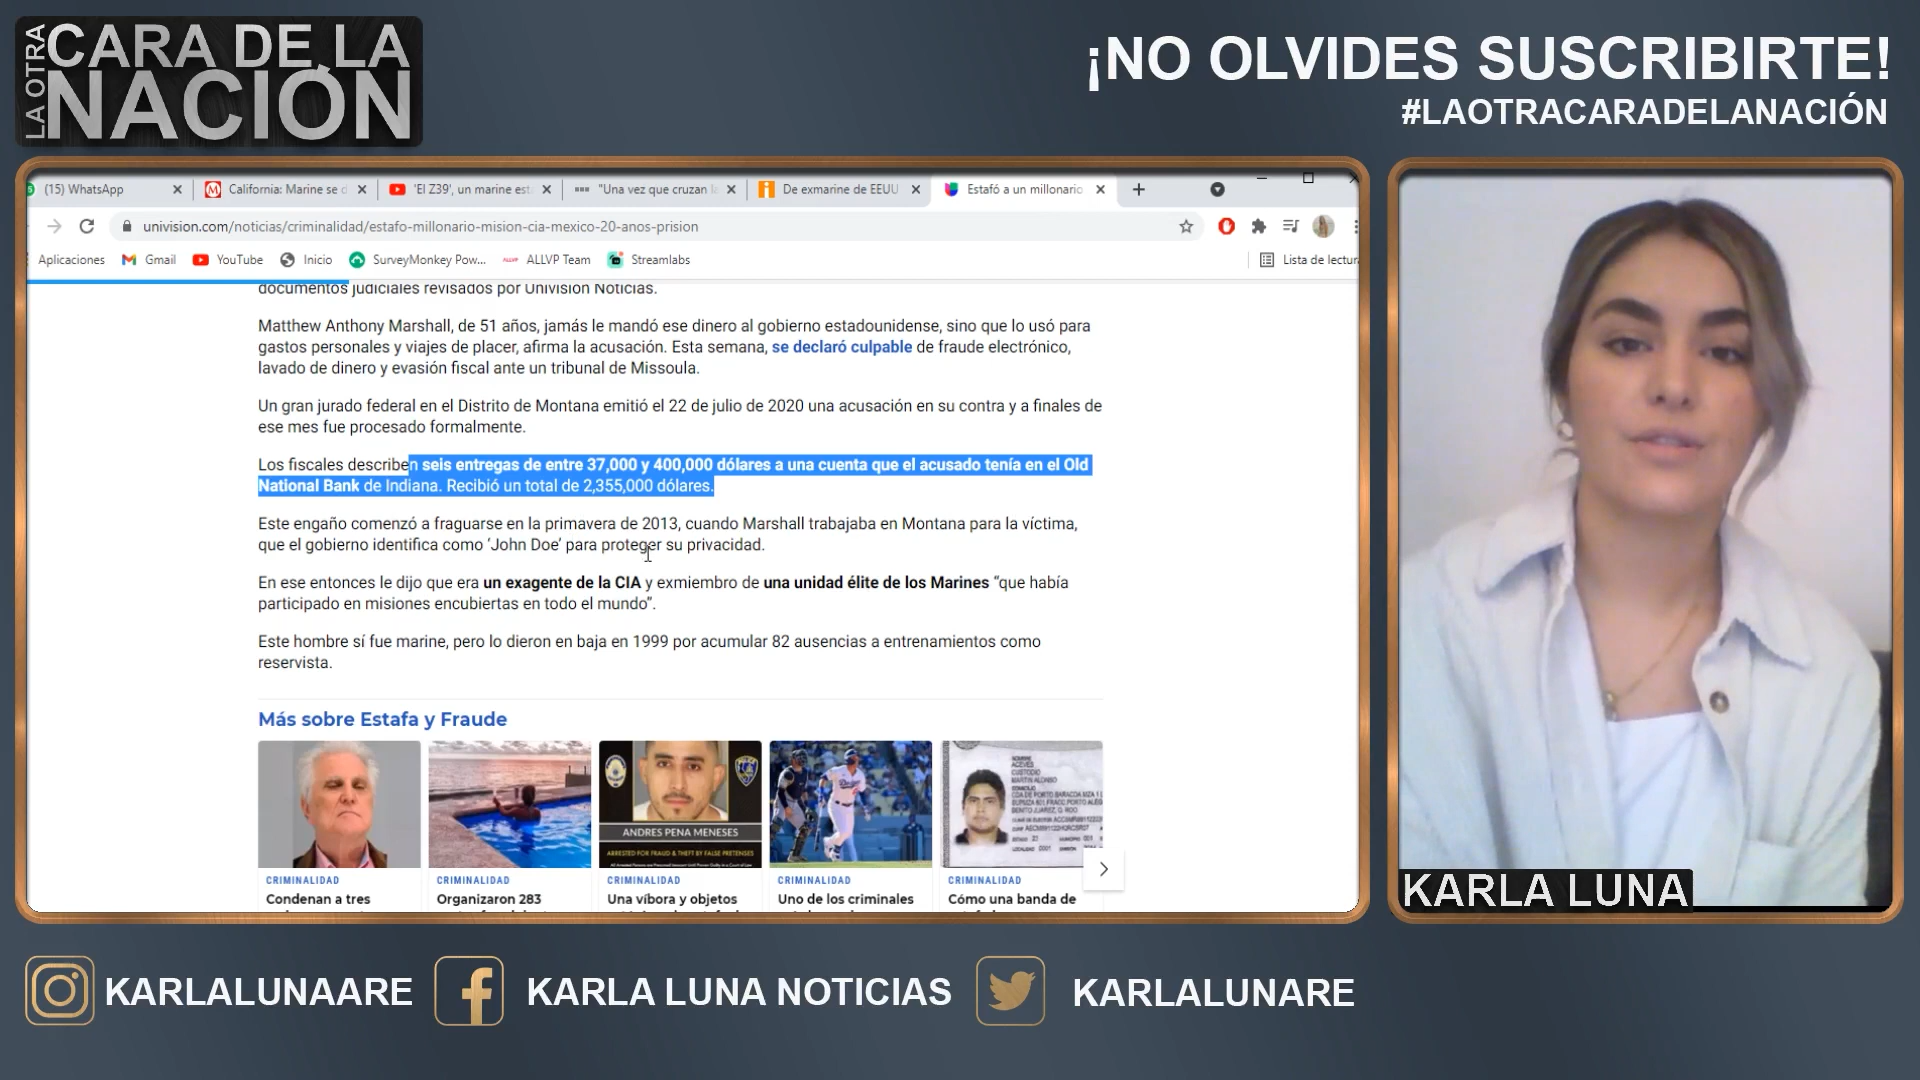 LA OTRA
CARA DE LA
NACIÓN
¡NO OLVIDES SUSCRIBIRTE!
#LAOTRACARADELANACIÓN
(15) WhatsApp
California: Marine se d
'El Z39', un marine est
"Una vez que cruzan la
De exmarine de EEUU
Estafó a un millonario
univision.com/noticias/criminalidad/estafo-millonario-mision-cia-mexico-20-anos-prision
Aplicaciones
Gmail
YouTube
Inicio
SurveyMonkey Pow...
ALLVP Team
Streamlabs
Lista de lectura
documentos judiciales revisados por Univision Noticias.
Matthew Anthony Marshall, de 51 años, jamás le mandó ese dinero al gobierno estadounidense, sino que lo usó para
gastos personales y viajes de placer, afirma la acusación. Esta semana, se declaró culpable de fraude electrónico,
lavado de dinero y evasión fiscal ante un tribunal de Missoula.
Un gran jurado federal en el Distrito de Montana emitió el 22 de julio de 2020 una acusación en su contra y a finales de
ese mes fue procesado formalmente.
Los fiscales describen seis entregas de entre 37,000 y 400,000 dólares a una cuenta que el acusado tenía en el Old
National Bank de Indiana. Recibió un total de 2,355,000 dólares.
Este engaño comenzó a fraguarse en la primavera de 2013, cuando Marshall trabajaba en Montana para la víctima,
que el gobierno identifica como 'John Doe' para proteger su privacidad.
En ese entonces le dijo que era un exagente de la CIA y exmiembro de una unidad élite de los Marines “que había
participado en misiones encubiertas en todo el mundo”.
Este hombre sí fue marine, pero lo dieron en baja en 1999 por acumular 82 ausencias a entrenamientos como
reservista.
Más sobre Estafa y Fraude
ANDRES PENA MENESES
ARRESTED FOR FRAUD & THEFT BY FALSE PRETENSES
NOMBRE
ACEVES
CUSTODIO
MARTIN ALONSO
DOMICILIO
CRIMINALIDAD
Condenan a tres
CRIMINALIDAD
Organizaron 283
CRIMINALIDAD
Una víbora y objetos
CRIMINALIDAD
Uno de los criminales
CRIMINALIDAD
Cómo una banda de
KARLA LUNA
KARLALUNAARE
KARLA LUNA NOTICIAS
KARLALUNARE